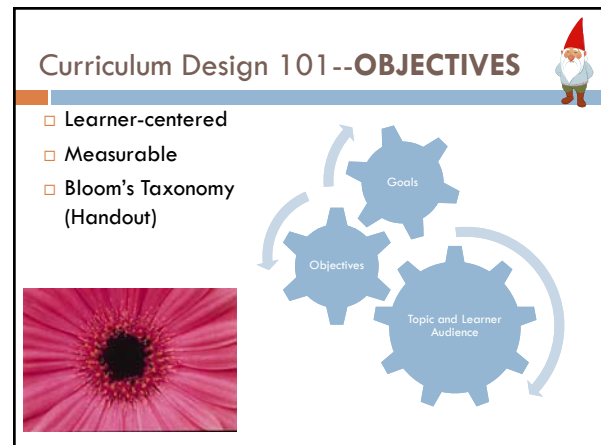 Curriculum Design 101--OBJECTIVES
Learner-centered
Measurable
Bloom's Taxonomy
(Handout)
Goals
Objectives
Topic and Learner
Audience